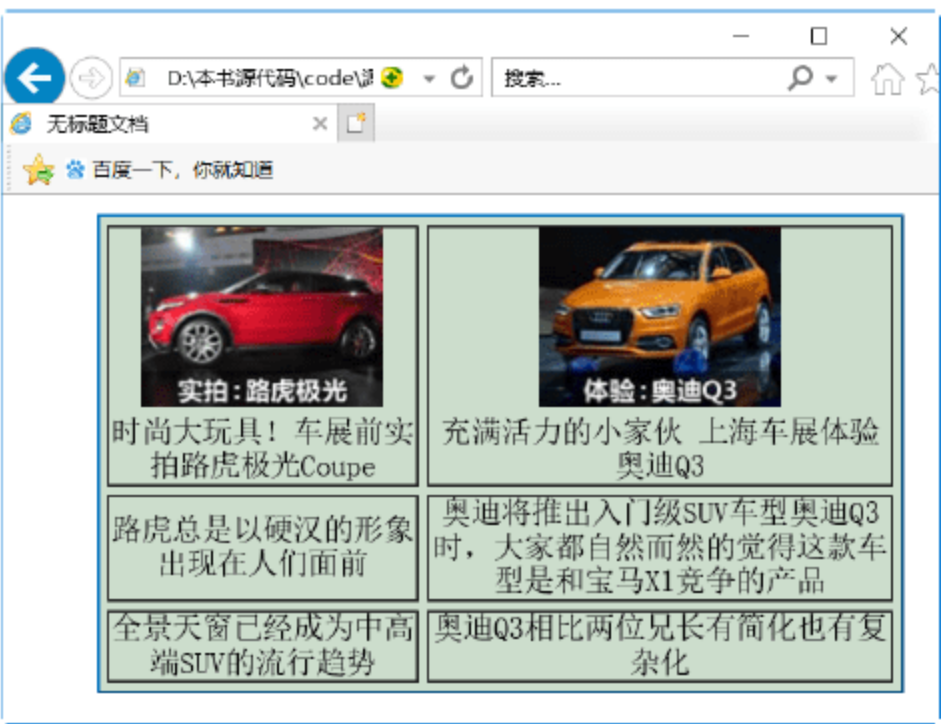 D:\本书源代码\code\源
搜索...
无标题文档
百度一下，你就知道
实拍:路虎极光
体验:奥迪Q3
时尚大玩具！车展前实
拍路虎极光Coupe
充满活力的小家伙 上海车展体验
奥迪Q3
路虎总是以硬汉的形象
出现在人们面前
奥迪将推出入门级SUV车型奥迪Q3
时，大家都自然而然的觉得这款车
型是和宝马X1竞争的产品
全景天窗已经成为中高
端SUV的流行趋势
奥迪Q3相比两位兄长有简化也有复
杂化